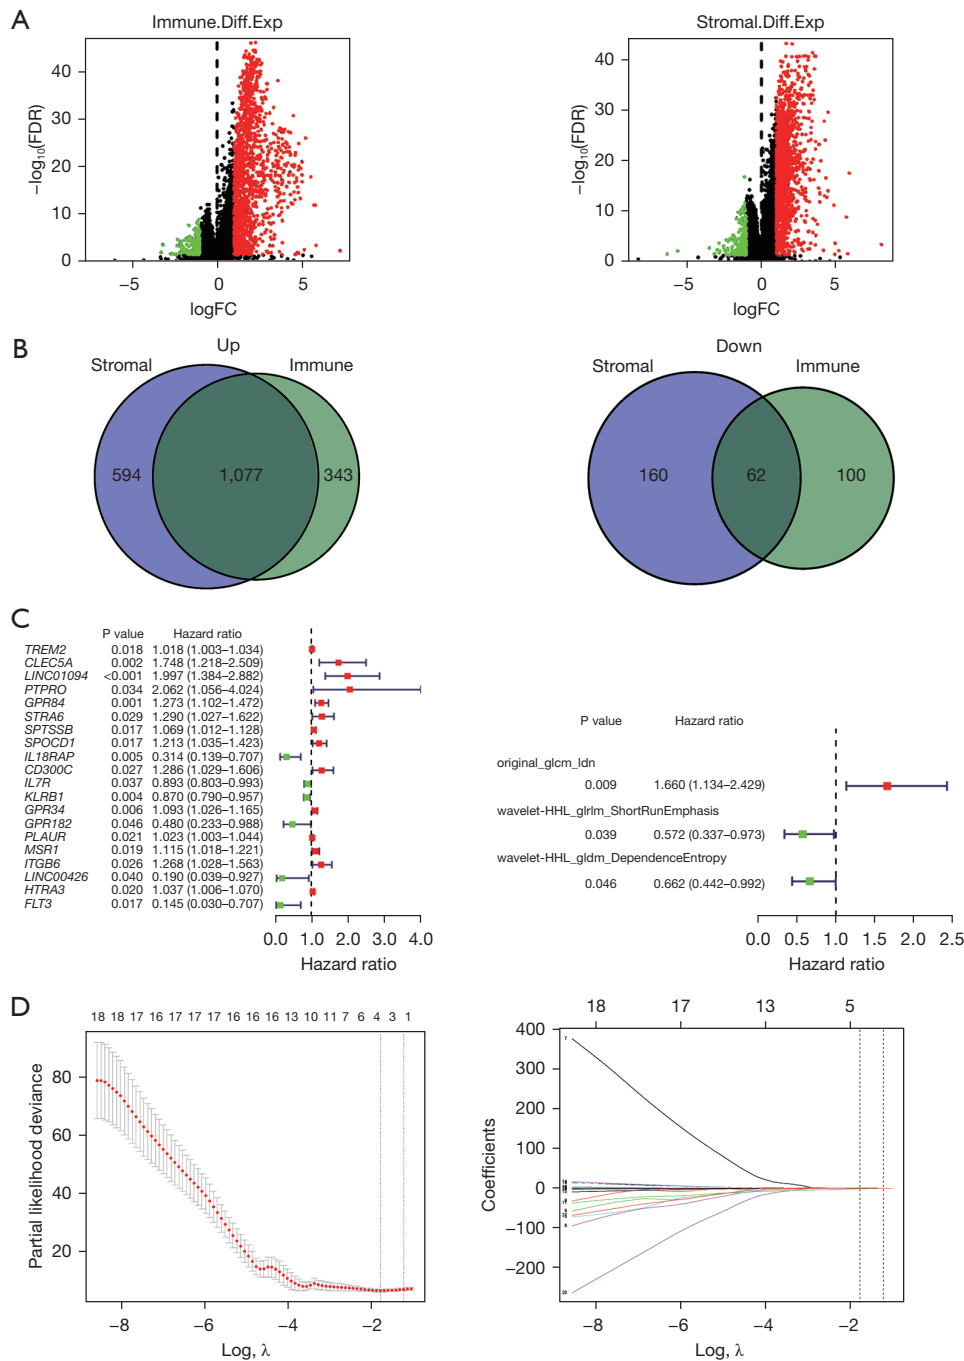 A
Immune.Diff.Exp
Stromal.Diff.Exp
−log10(FDR)
40
30
20
10
0
−5 0 5
logFC
−log10(FDR)
40
30
20
10
0
−5 0 5
logFC
B
Up
Stromal Immune
594 1,077 343
Down
Stromal Immune
160 62 100
C
P value Hazard ratio
TREM2 0.018 1.018 (1.003–1.034)
CLEC5A 0.002 1.748 (1.218–2.509)
LINC01094 <0.001 1.997 (1.384–2.882)
PTPRO 0.034 2.062 (1.056–4.024)
GPR84 0.001 1.273 (1.102–1.472)
STRA6 0.029 1.290 (1.027–1.622)
SPTSSB 0.017 1.069 (1.012–1.128)
SPOCD1 0.017 1.213 (1.035–1.423)
IL18RAP 0.005 0.314 (0.139–0.707)
CD300C 0.027 1.286 (1.029–1.606)
IL7R 0.037 0.893 (0.803–0.993)
KLRB1 0.004 0.870 (0.790–0.957)
GPR34 0.006 1.093 (1.026–1.165)
GPR182 0.046 0.480 (0.233–0.988)
PLAUR 0.021 1.023 (1.003–1.044)
MSR1 0.019 1.115 (1.018–1.221)
ITGB6 0.026 1.268 (1.028–1.563)
LINC00426 0.040 0.190 (0.039–0.927)
HTRA3 0.020 1.037 (1.006–1.070)
FLT3 0.017 0.145 (0.030–0.707)
0.0 1.0 2.0 3.0 4.0
Hazard ratio
P value Hazard ratio
original_glcm_ldn
0.009 1.660 (1.134–2.429)
wavelet-HHL_glrlm_ShortRunEmphasis
0.039 0.572 (0.337–0.973)
wavelet-HHL_gldm_DependenceEntropy
0.046 0.662 (0.442–0.992)
0.0 0.5 1.0 1.5 2.0 2.5
Hazard ratio
D
18 18 17 16 17 17 17 16 16 16 13 10 11 7 6 4 3 1
Partial likelihood deviance
80
60
40
20
−8 −6 −4 −2
Log, λ
18 17 13 5
Coefficients
400
300
200
100
0
−100
−200
7
6
20
−8 −6 −4 −2
Log, λ